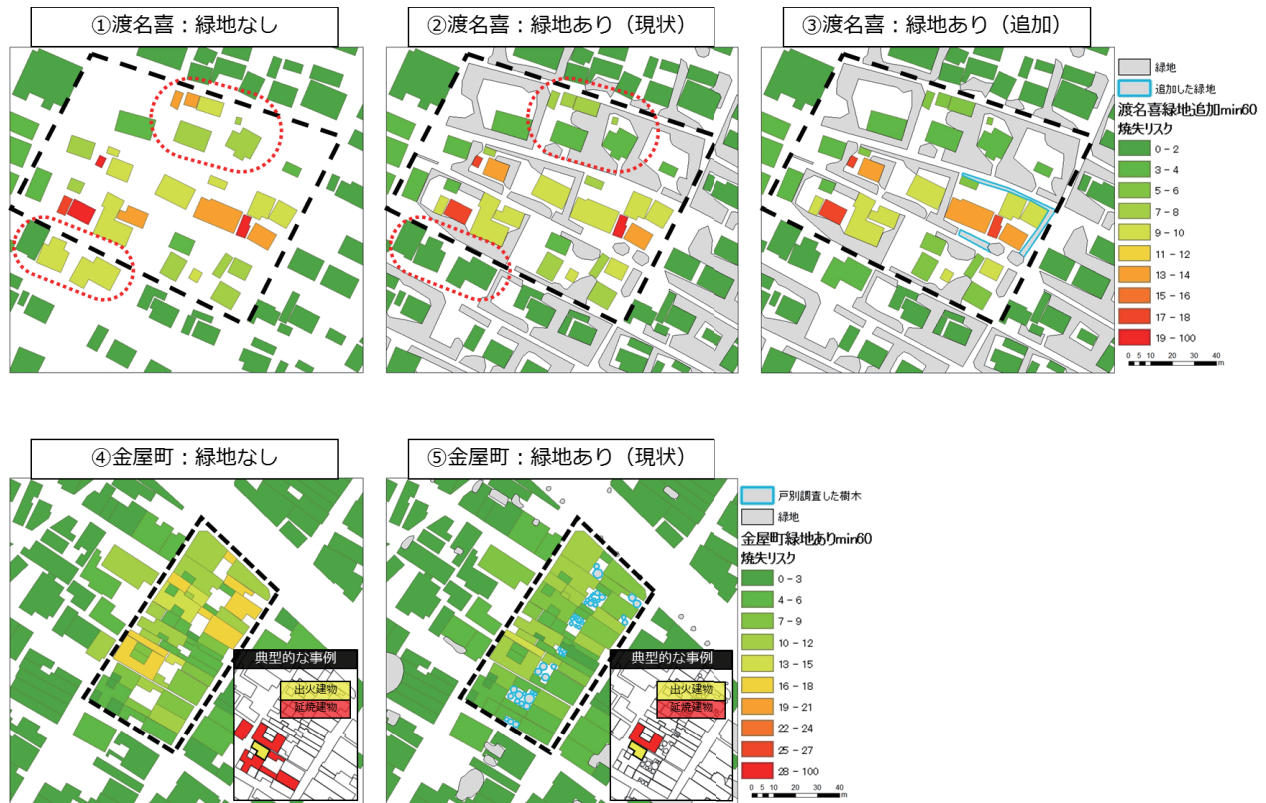 ①渡名喜：緑地なし
②渡名喜：緑地あり（現状）
③渡名喜：緑地あり（追加）
緑地
追加した緑地
渡名喜緑地追加min60
焼失リスク
0 - 2
3 - 4
5 - 6
7 - 8
9 - 10
11 - 12
13 - 14
15 - 16
17 - 18
19 - 100
0 5 10 20 30 40
m
④金屋町：緑地なし
⑤金屋町：緑地あり（現状）
典型的な事例
出火建物
延焼建物
典型的な事例
出火建物
延焼建物
戸別調査した樹木
緑地
金屋町緑地ありmin60
焼失リスク
0 - 3
4 - 6
7 - 9
10 - 12
13 - 15
16 - 18
19 - 21
22 - 24
25 - 27
28 - 100
0 5 10 20 30 40
m